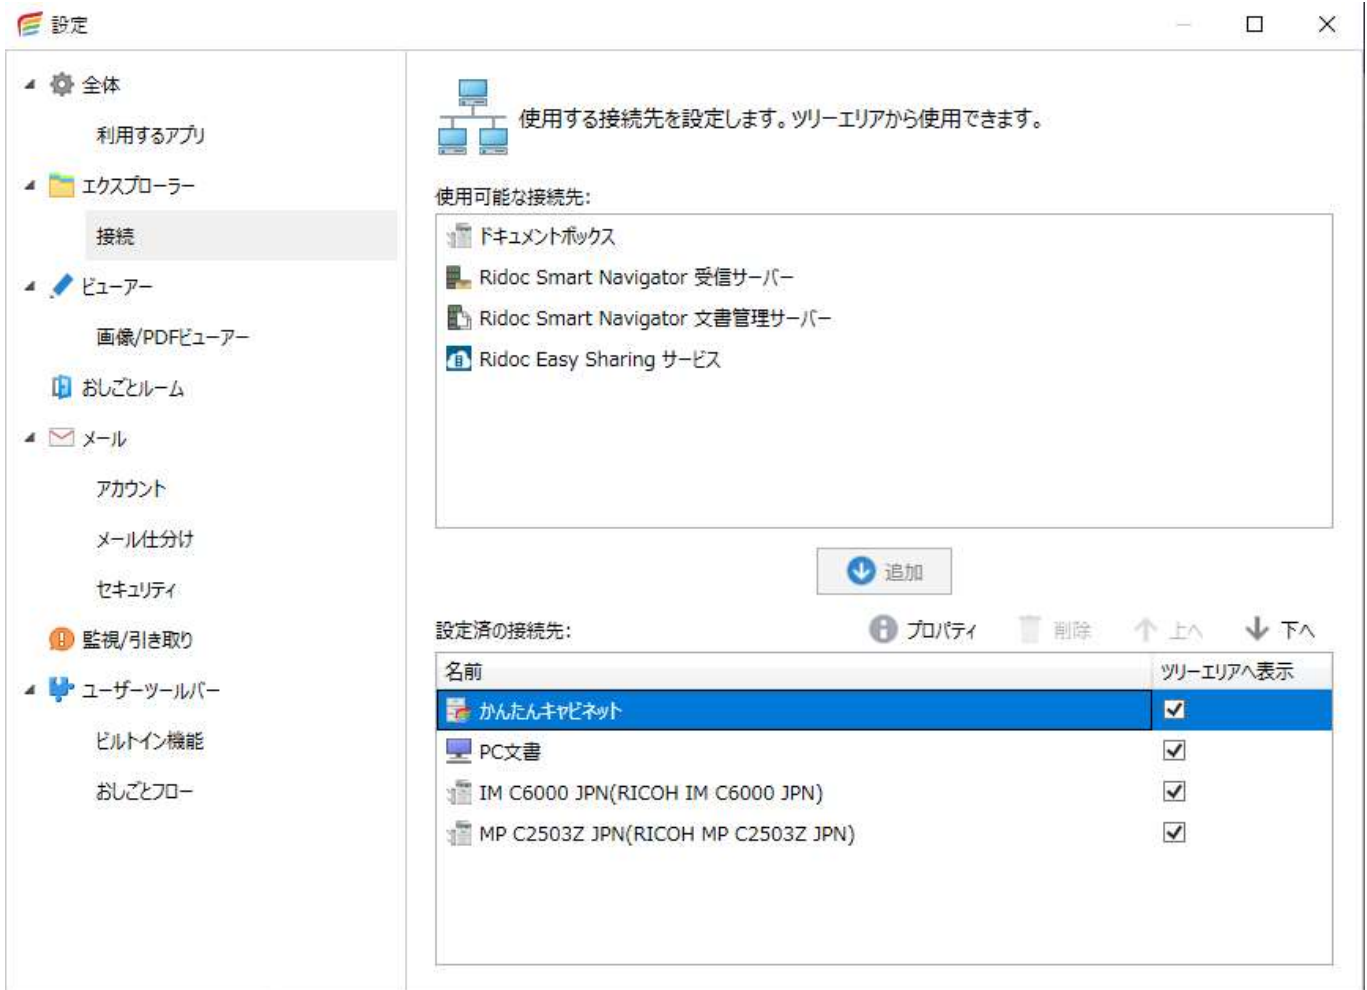 設定
全体
利用するアプリ
エクスプローラー
接続
ビューアー
画像/PDFビューアー
おしごとルーム
メール
アカウント
メール仕分け
セキュリティ
監視/引き取り
ユーザーツールバー
ビルトイン機能
おしごとフロー
使用する接続先を設定します。ツリーエリアから使用できます。
使用可能な接続先:
ドキュメントボックス
Ridoc Smart Navigator 受信サーバー
Ridoc Smart Navigator 文書管理サーバー
Ridoc Easy Sharing サービス
追加
設定済の接続先: プロパティ 削除 上へ 下へ
名前 ツリーエリアへ表示
かんたんキャビネット
PC文書
IM C6000 JPN(RICOH IM C6000 JPN)
MP C2503Z JPN(RICOH MP C2503Z JPN)